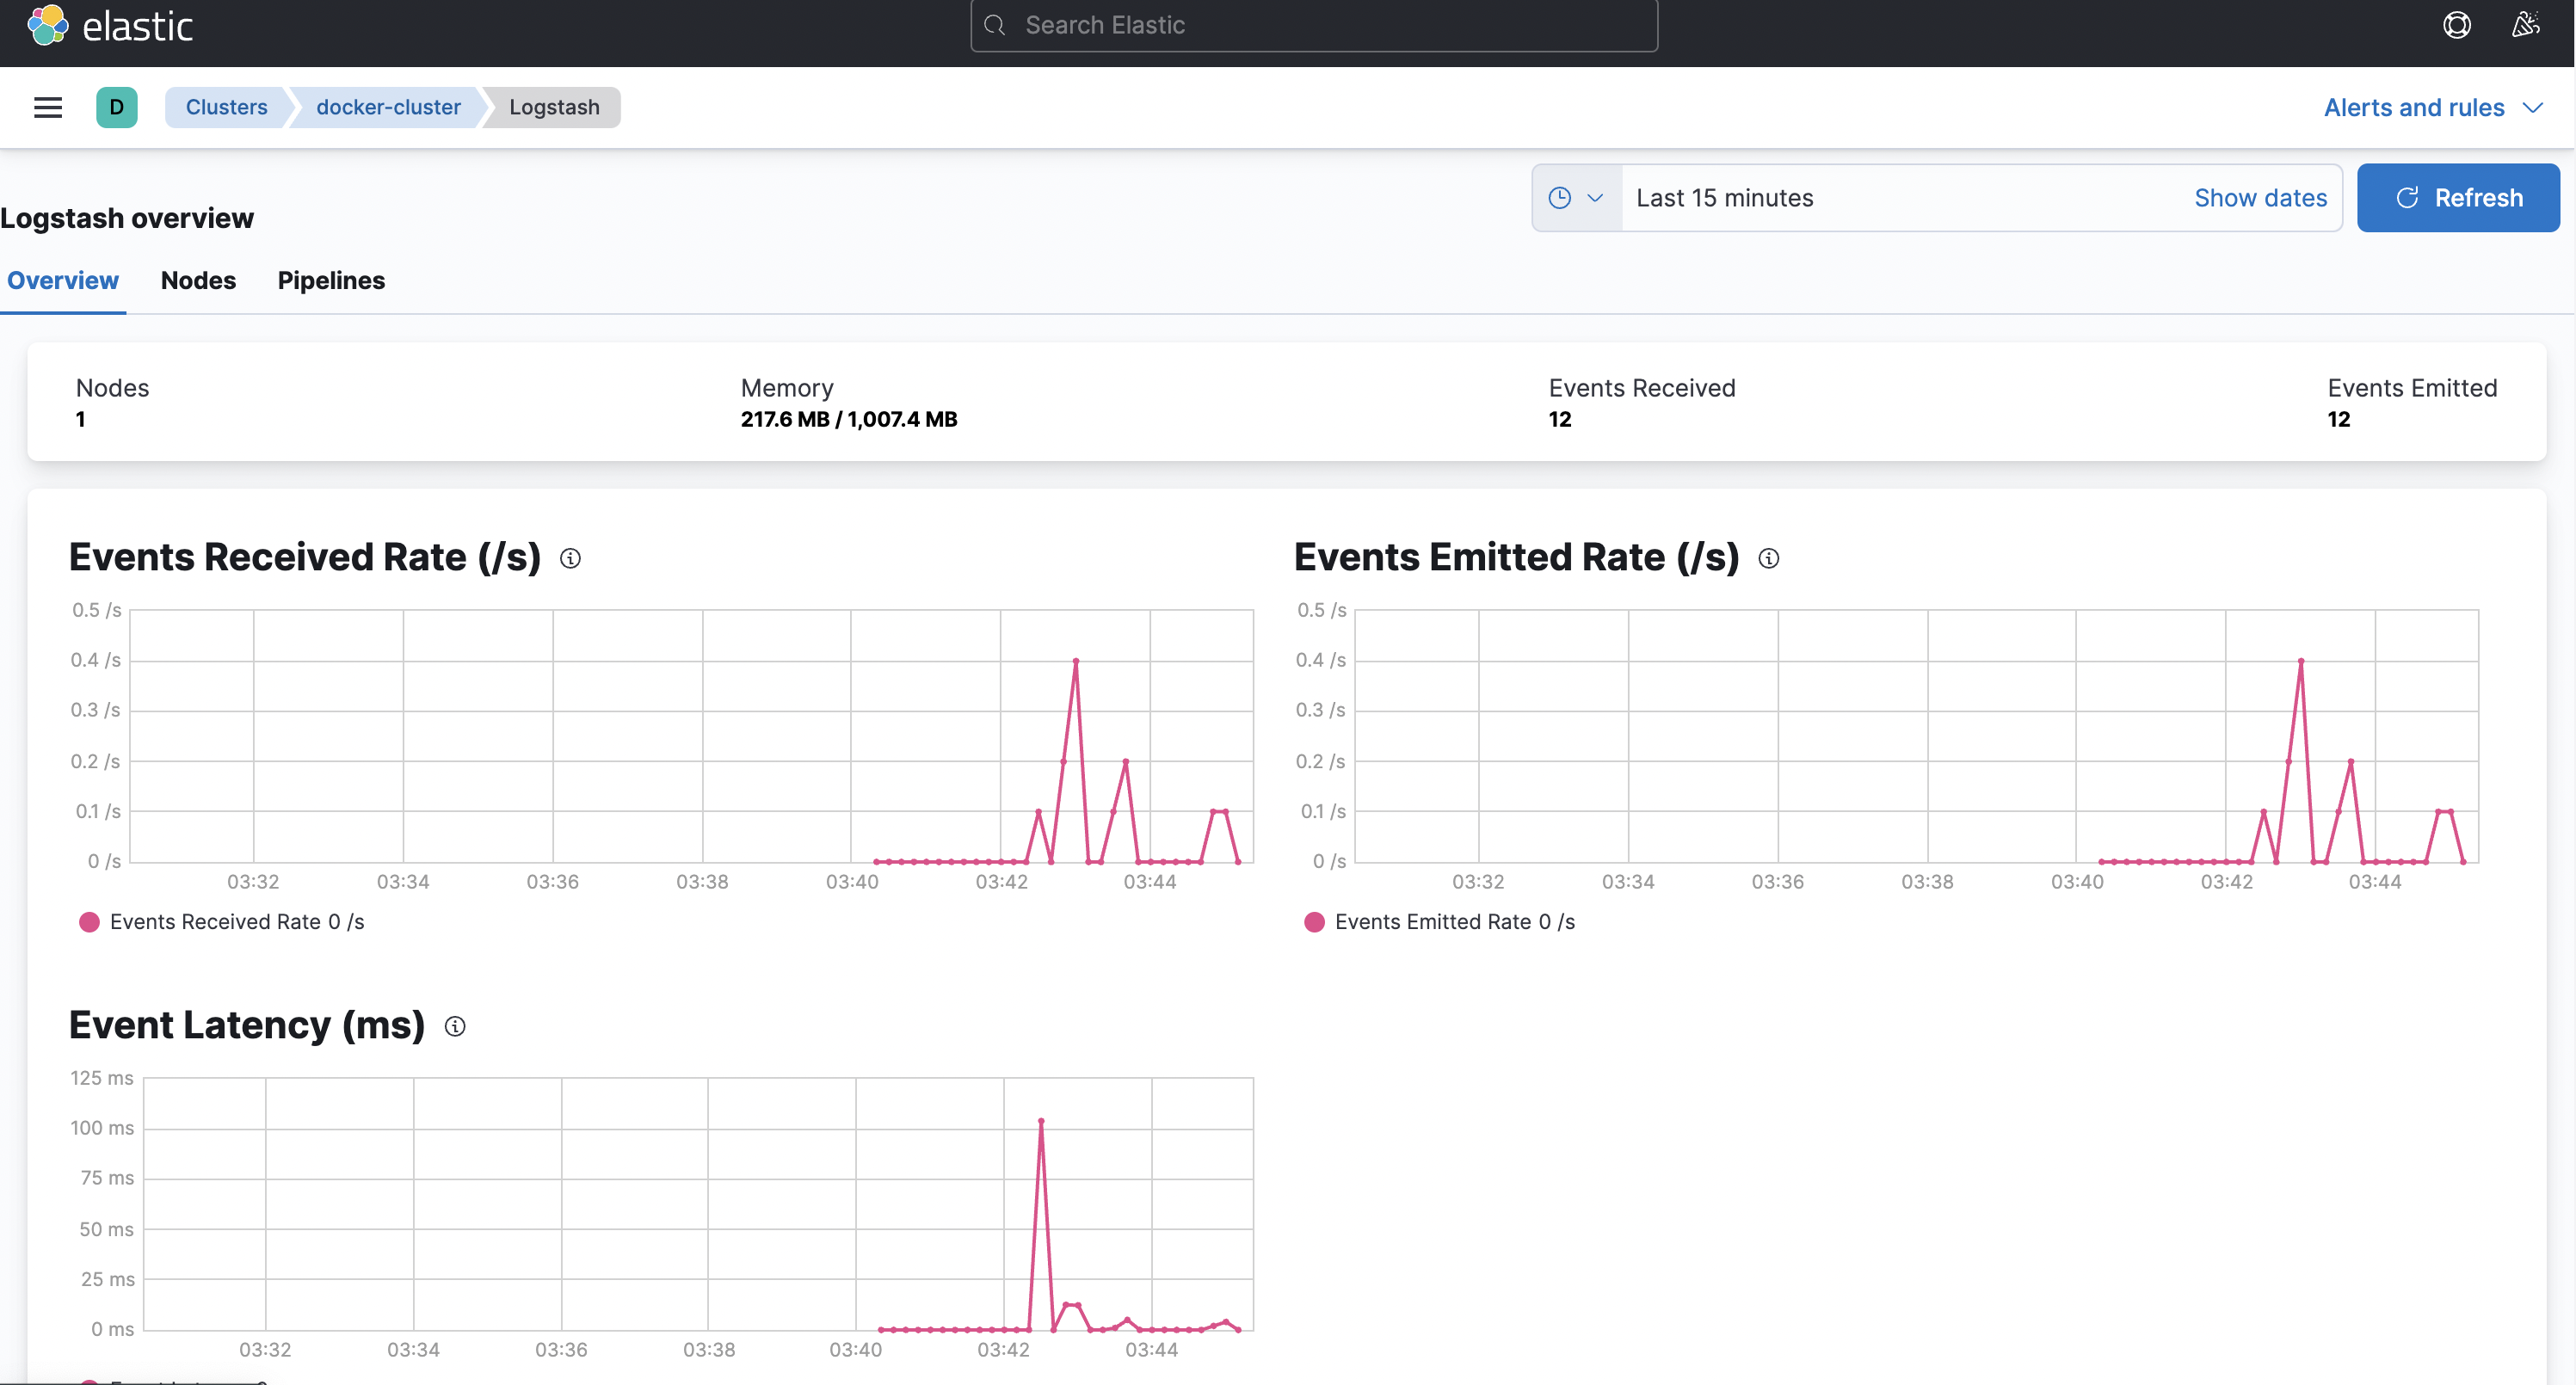 elastic
Search Elastic
D
Clusters
docker-cluster
Logstash
Alerts and rules
Last 15 minutes
Show dates
Refresh
Logstash overview
Overview
Nodes
Pipelines
Nodes
1
Memory
217.6 MB / 1,007.4 MB
Events Received
12
Events Emitted
12
Events Received Rate (/s)
0.5 /s
0.4 /s
0.3 /s
0.2 /s
0.1 /s
0 /s
03:32
03:34
03:36
03:38
03:40
03:42
03:44
Events Received Rate 0 /s
Events Emitted Rate (/s)
0.5 /s
0.4 /s
0.3 /s
0.2 /s
0.1 /s
0 /s
03:32
03:34
03:36
03:38
03:40
03:42
03:44
Events Emitted Rate 0 /s
Event Latency (ms)
125 ms
100 ms
75 ms
50 ms
25 ms
0 ms
03:32
03:34
03:36
03:38
03:40
03:42
03:44